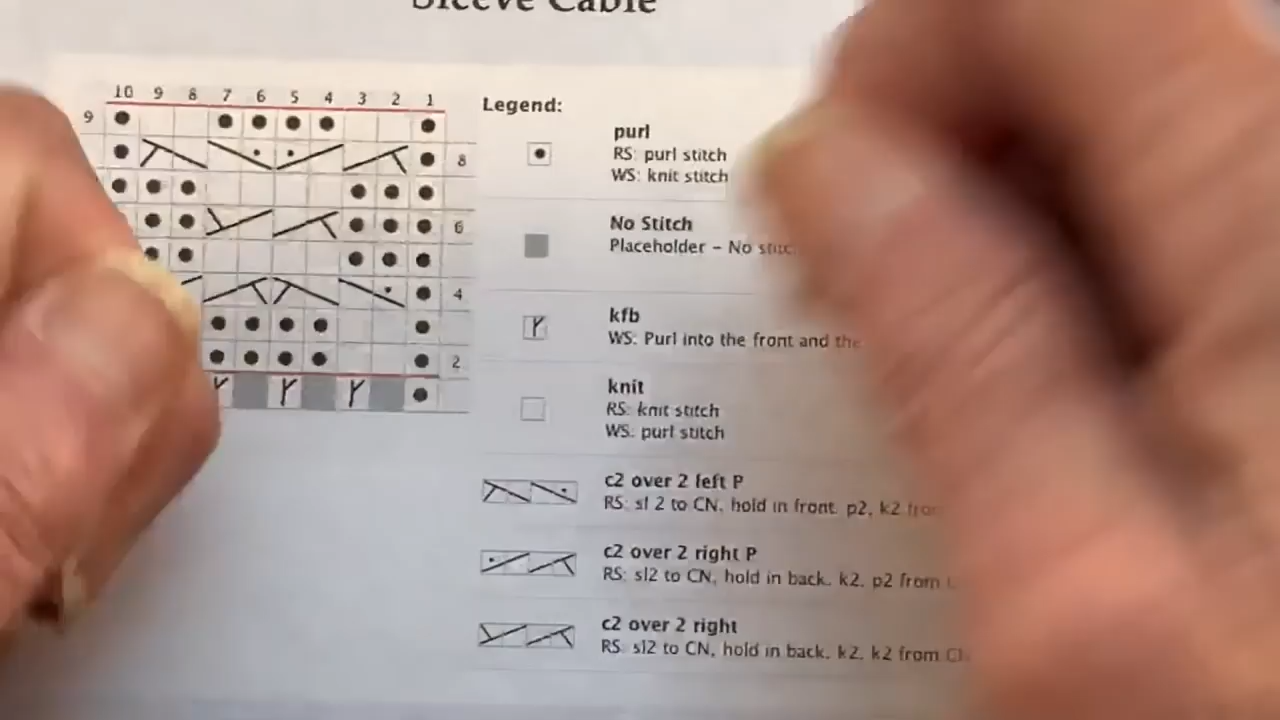 Sleeve Cable
10 9 8 7 6 5 4 3 2 1
9
8
6
4
2
Legend:
purl
RS: purl stitch
WS: knit stitch
No Stitch
Placeholder - No
kfb
WS: Purl into the front and the
knit
RS: knit stitch
WS: purl stitch
c2 over 2 left P
RS: sl 2 to CN, hold in front. p2, k2
c2 over 2 right P
RS: sl2 to CN, hold in back. k2. p2 from
c2 over 2 right
RS: sl2 to CN, hold in back. k2. k2 from